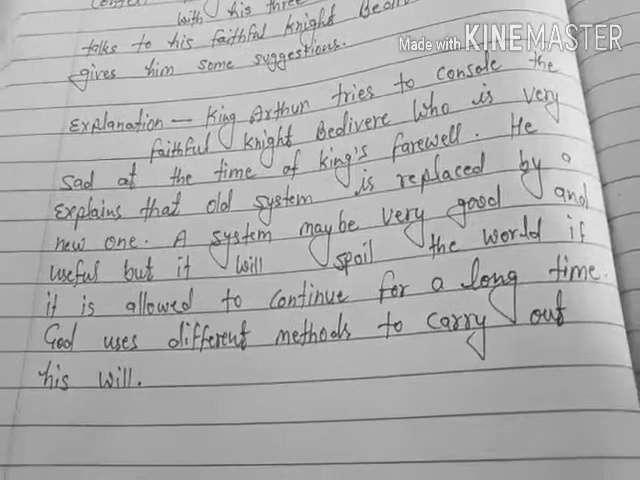 with his three
talks to his faithful knight Bedi
gives him some suggestions.
Made with KINEMASTER
Explanation — King Arthur tries to console the
faithful knight Bedivere who is very
sad at the time of king's farewell. He
explains that old system is replaced by a
new one. A system maybe very good and
useful but it will spoil the world if
it is allowed to continue for a long time.
God uses different methods to carry out
his will.